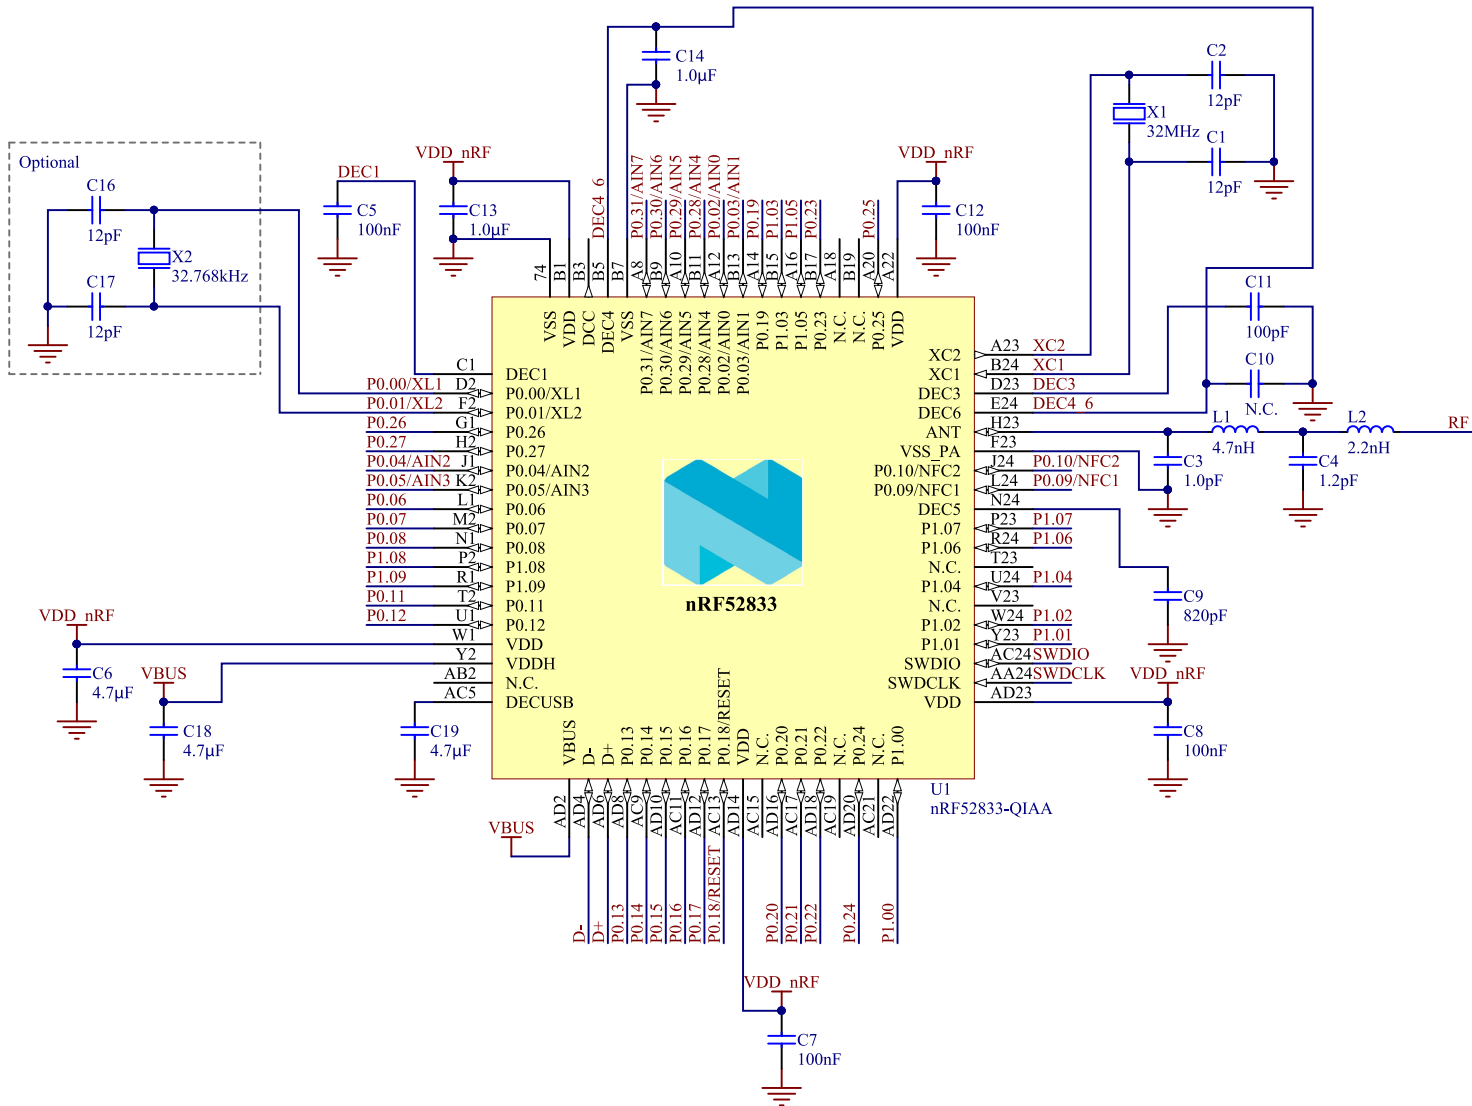 C14
1.0µF
C2
12pF
X1
32MHz
C1
12pF
Optional
C16
12pF
X2
32.768kHz
C17
12pF
DEC1
C5
100nF
VDD_nRF
C13
1.0µF
DEC4_6
P0.31/AIN7
P0.30/AIN6
P0.29/AIN5
P0.28/AIN4
P0.02/AIN0
P0.03/AIN1
P0.19
P1.03
P1.05
P0.23
P0.25
VDD_nRF
C12
100nF
74
B1
B3
B5
B7
A8
B9
A10
B11
A12
B13
A14
B15
A16
B17
A18
B19
A20
A22
VSS
VDD
DCC
DEC4
VSS
P0.31/AIN7
P0.30/AIN6
P0.29/AIN5
P0.28/AIN4
P0.02/AIN0
P0.03/AIN1
P0.19
P1.03
P1.05
P0.23
N.C.
N.C.
P0.25
VDD
C11
100pF
C10
N.C.
C1 DEC1
P0.00/XL1 D2 P0.00/XL1
P0.01/XL2 F2 P0.01/XL2
P0.26 G1 P0.26
P0.27 H2 P0.27
P0.04/AIN2 J1 P0.04/AIN2
P0.05/AIN3 K2 P0.05/AIN3
P0.06 L1 P0.06
P0.07 M2 P0.07
P0.08 N1 P0.08
P1.08 P2 P1.08
P1.09 R1 P1.09
P0.11 T2 P0.11
P0.12 U1 P0.12
W1 VDD
Y2 VDDH
AB2 N.C.
AC5 DECUSB
XC2 A23 XC2
XC1 B24 XC1
DEC3 D23 DEC3
DEC6 E24 DEC4_6
ANT H23
VSS_PA F23
P0.10/NFC2 J24 P0.10/NFC2
P0.09/NFC1 L24 P0.09/NFC1
DEC5 N24
P1.07 P23 P1.07
P1.06 R24 P1.06
N.C. T23
P1.04 U24 P1.04
N.C. V23
P1.02 W24 P1.02
P1.01 Y23 P1.01
SWDIO AC24 SWDIO
SWDCLK AA24 SWDCLK
VDD AD23
L1
4.7nH
L2
2.2nH
RF
C3
1.0pF
C4
1.2pF
C9
820pF
VDD_nRF
C8
100nF
nRF52833
VDD_nRF
C6
4.7µF
VBUS
C18
4.7µF
C19
4.7µF
VBUS
D-
D+
P0.13
P0.14
P0.15
P0.16
P0.17
P0.18/RESET
VDD
N.C.
P0.20
P0.21
P0.22
N.C.
P0.24
N.C.
P1.00
U1
nRF52833-QIAA
AD2
AD4
AD6
AD8
AC9
AD10
AC11
AD12
AC13
AD14
AC15
AD16
AC17
AD18
AC19
AD20
AC21
AD22
VBUS
D-
D+
P0.13
P0.14
P0.15
P0.16
P0.17
P0.18/RESET
P0.20
P0.21
P0.22
P0.24
P1.00
VDD_nRF
C7
100nF